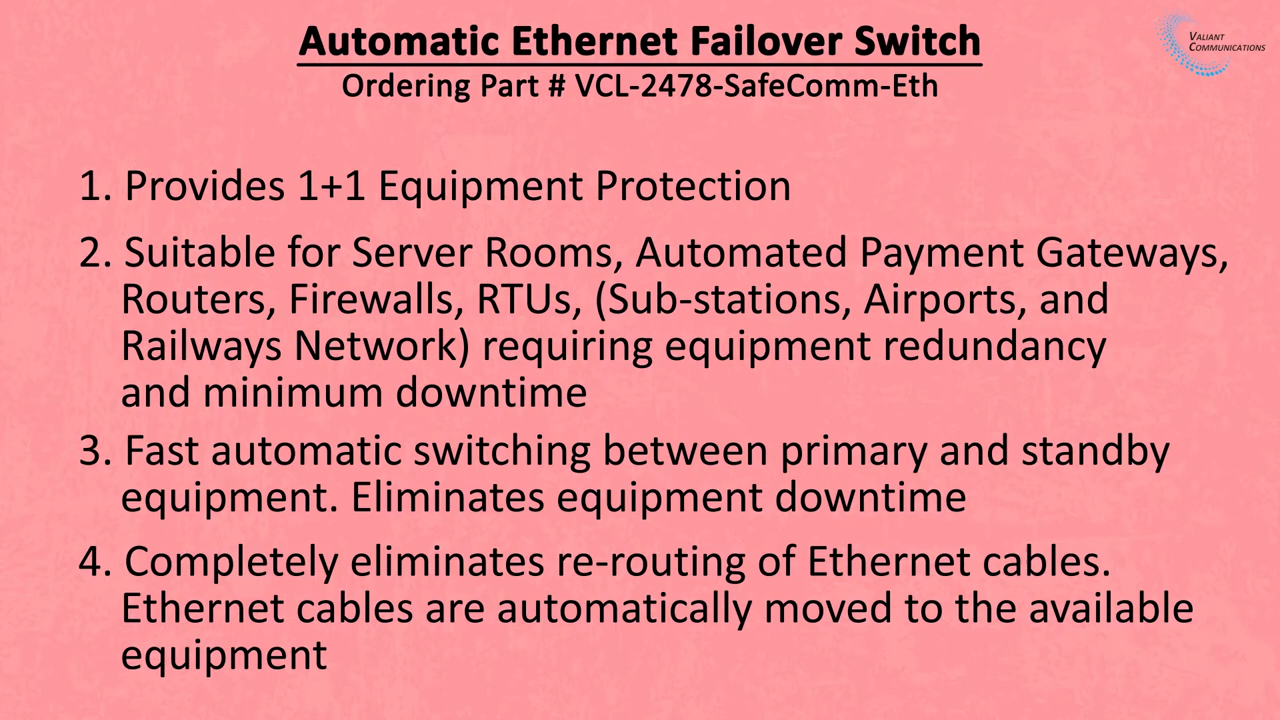 Automatic Ethernet Failover Switch
VALIANT
COMMUNICATIONS
Ordering Part # VCL-2478-SafeComm-Eth
1. Provides 1+1 Equipment Protection
2. Suitable for Server Rooms, Automated Payment Gateways,
Routers, Firewalls, RTUs, (Sub-stations, Airports, and
Railways Network) requiring equipment redundancy
and minimum downtime
3. Fast automatic switching between primary and standby
equipment. Eliminates equipment downtime
4. Completely eliminates re-routing of Ethernet cables.
Ethernet cables are automatically moved to the available
equipment